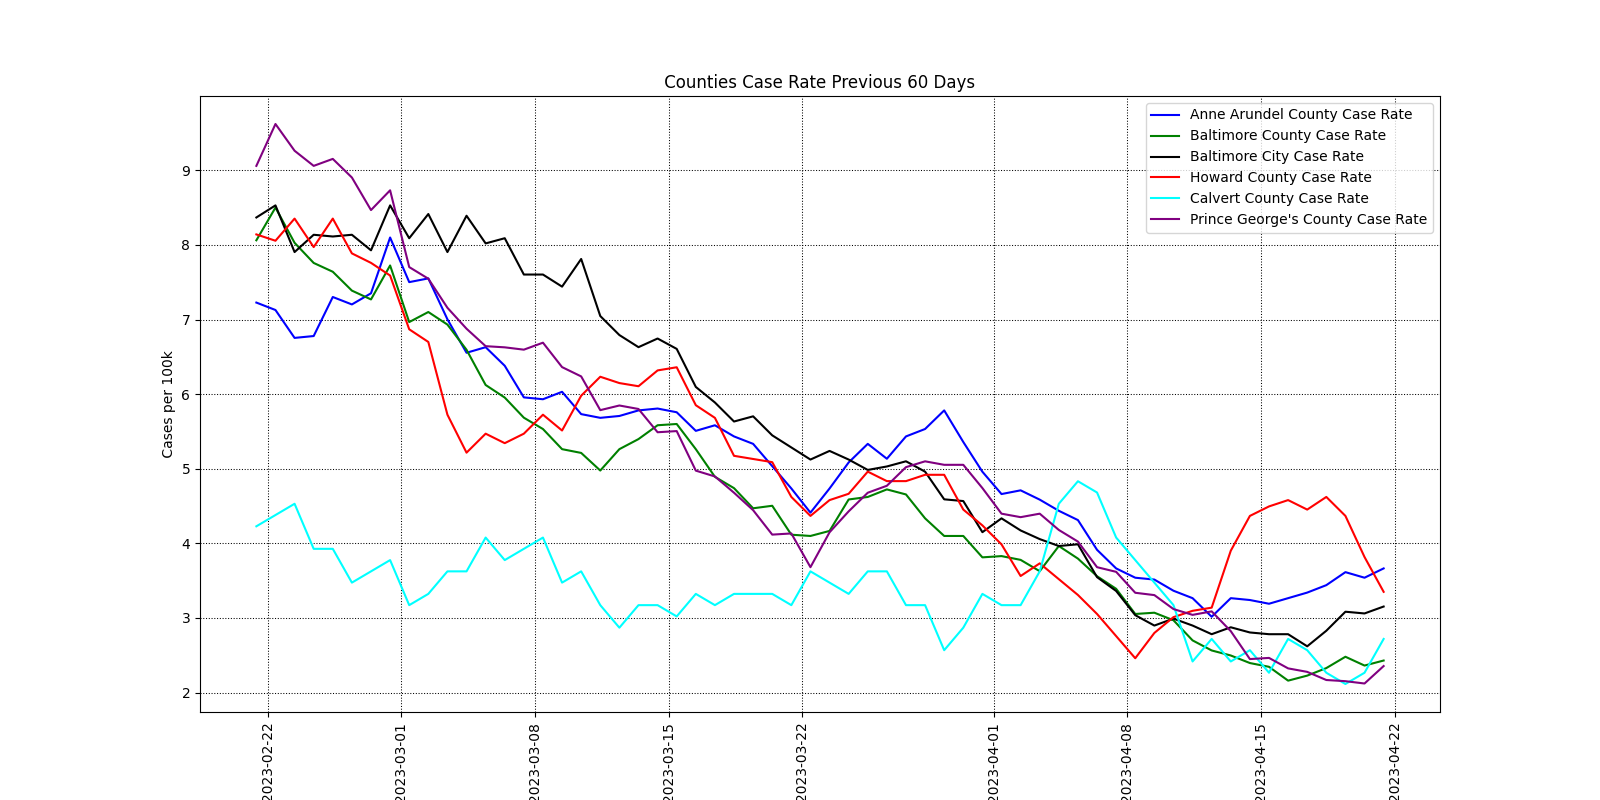 Counties Case Rate Previous 60 Days
Anne Arundel County Case Rate
Baltimore County Case Rate
Baltimore City Case Rate
Howard County Case Rate
Calvert County Case Rate
Prince George's County Case Rate
Cases per 100k
9
8
7
6
5
4
3
2
2023-02-22
2023-03-01
2023-03-08
2023-03-15
2023-03-22
2023-04-01
2023-04-08
2023-04-15
2023-04-22